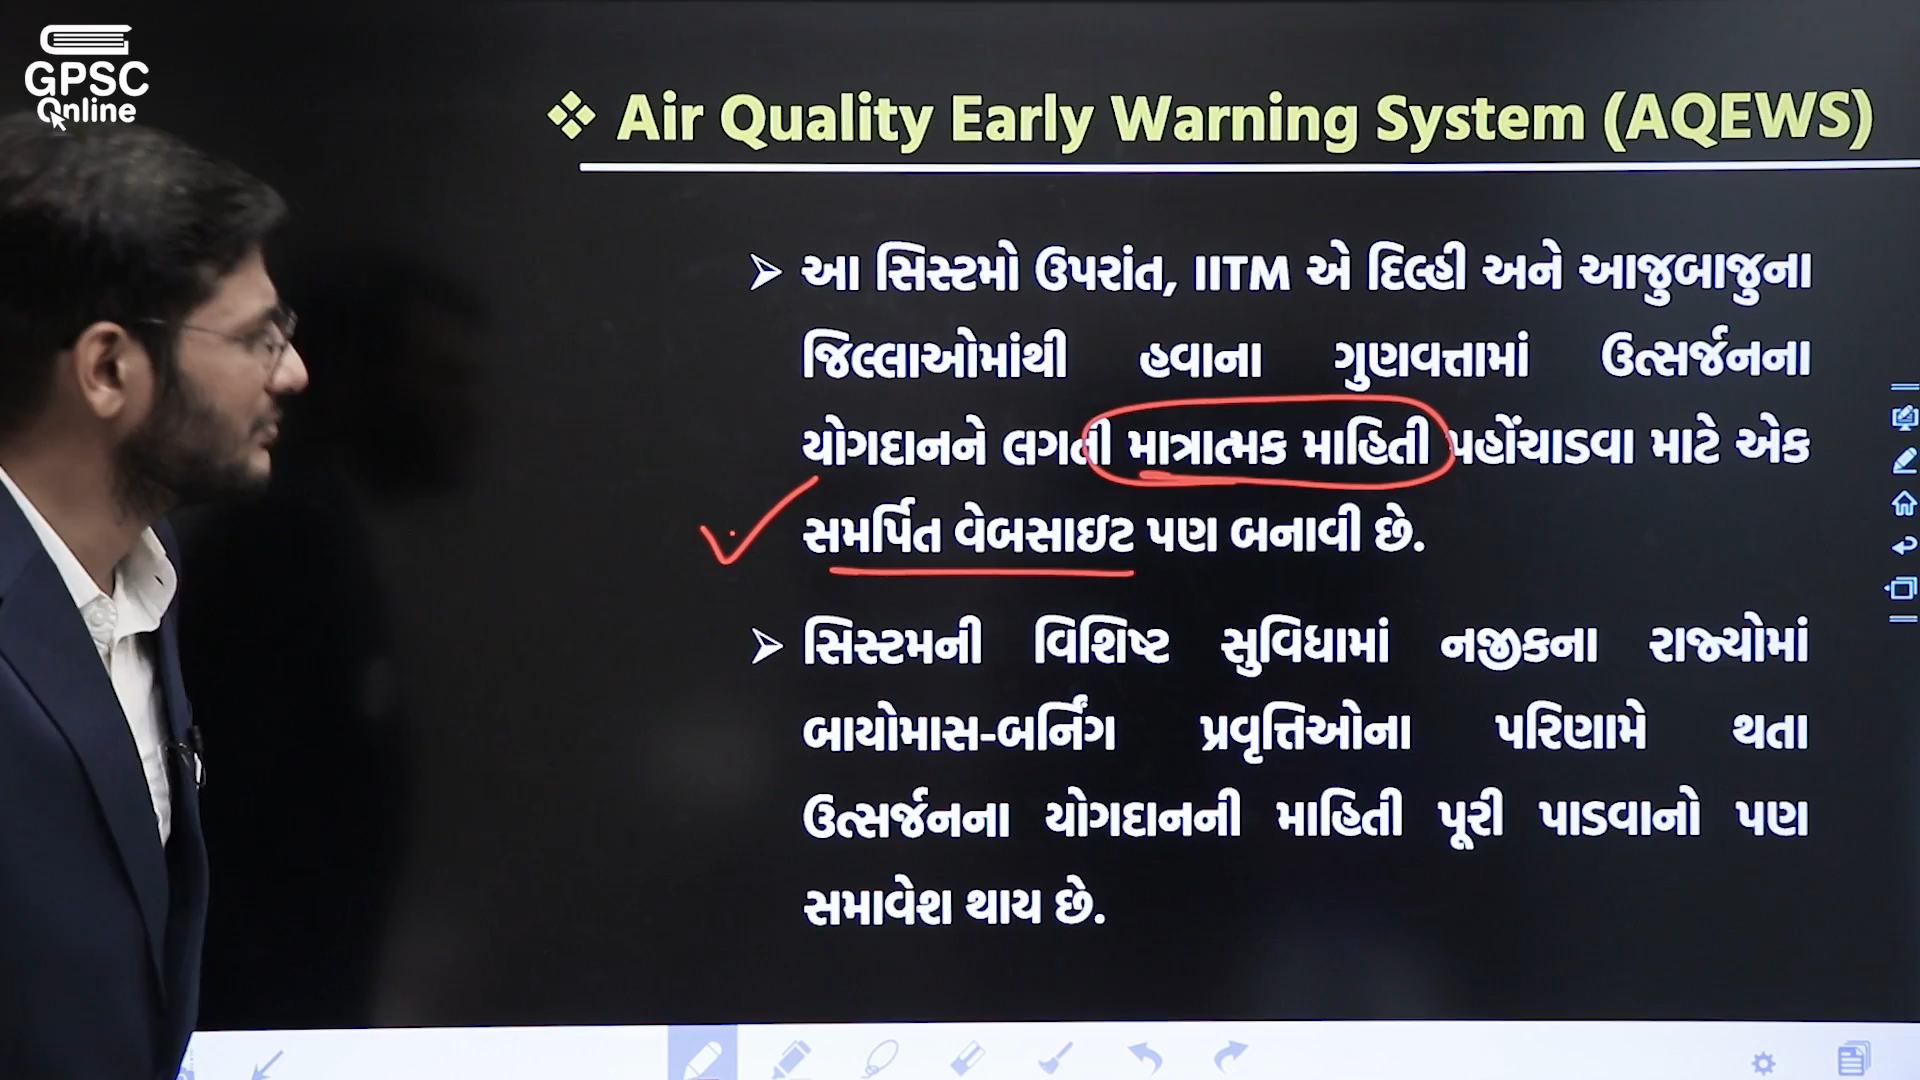 GPSC
Online
❖ Air Quality Early Warning System (AQEWS)
➢ આ સિસ્ટમો ઉપરાંત, IITM એ દિલ્હી અને આજુબાજુના
જિલ્લાઓમાંથી હવાના ગુણવત્તામાં ઉત્સર્જનના
યોગદાનને લગતી માત્રાત્મક માહિતી પહોંચાડવા માટે એક
સમર્પિત વેબસાઇટ પણ બનાવી છે.
➢ સિસ્ટમની વિશિષ્ટ સુવિધામાં નજીકના રાજ્યોમાં
બાયોમાસ-બર્નિંગ પ્રવૃત્તિઓના પરિણામે થતા
ઉત્સર્જનના યોગદાનની માહિતી પૂરી પાડવાનો પણ
સમાવેશ થાય છે.